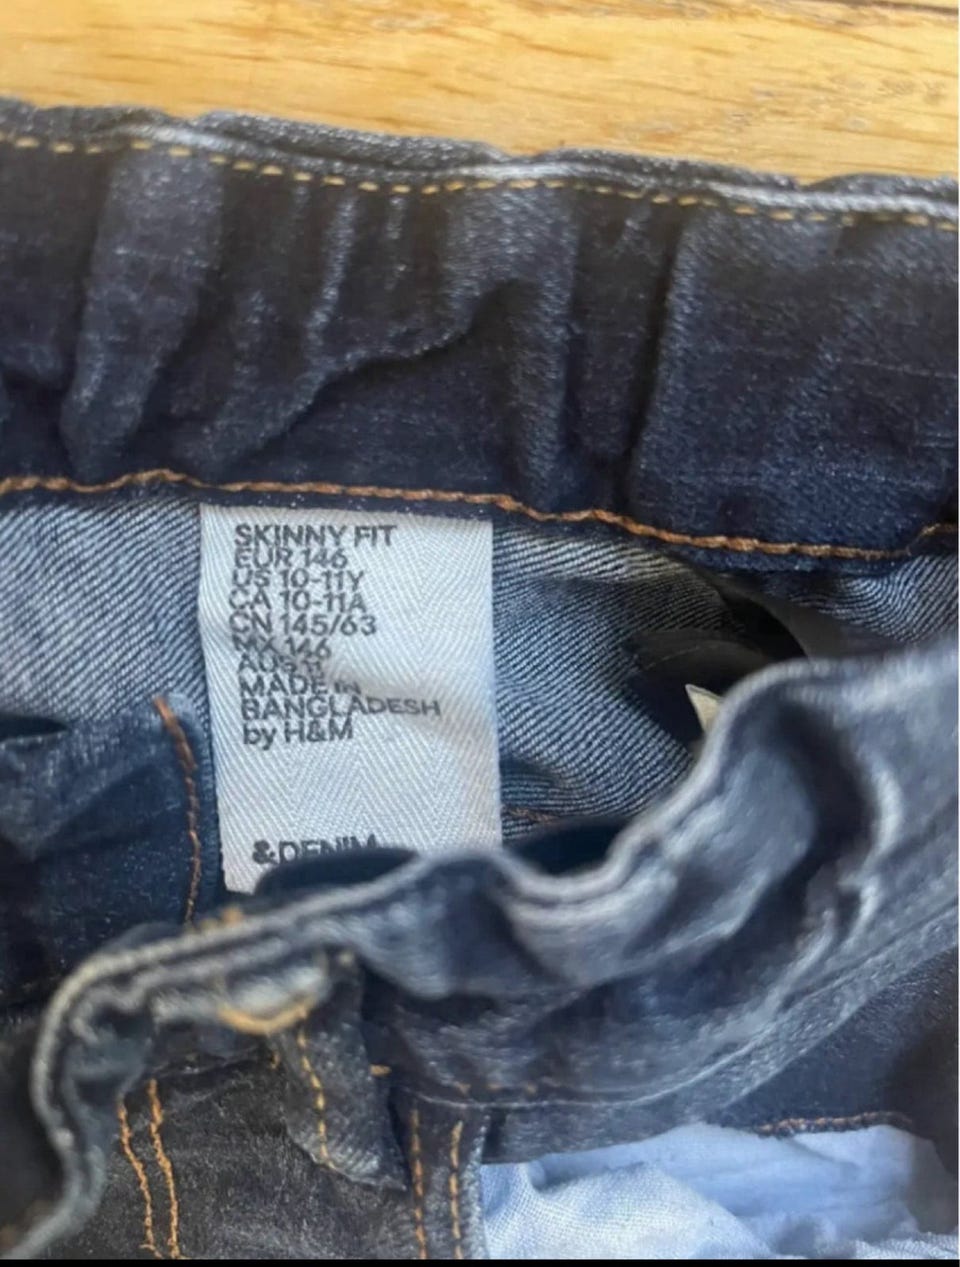 SKINNY FIT
EUR 146
US 10-11Y
CA 10-11A
CN 145/63
MX 146
AUS 11
MADE IN
BANGLADESH
by H&M
&DENIM